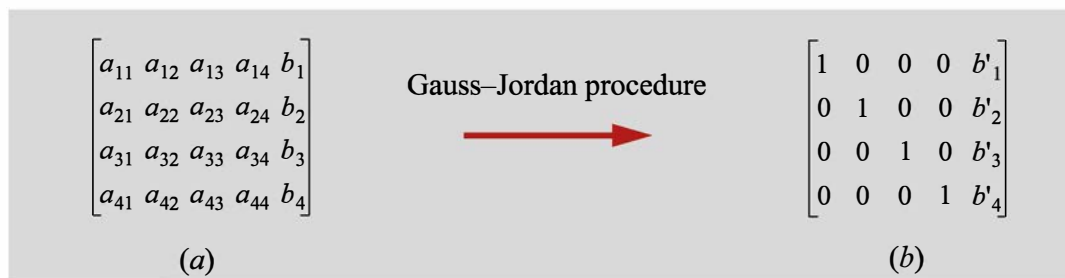 a₁₁ a₁₂ a₁₃ a₁₄ b₁
a₂₁ a₂₂ a₂₃ a₂₄ b₂
a₃₁ a₃₂ a₃₃ a₃₄ b₃
a₄₁ a₄₂ a₄₃ a₄₄ b₄
(a)
Gauss–Jordan procedure
1 0 0 0 b'₁
0 1 0 0 b'₂
0 0 1 0 b'₃
0 0 0 1 b'₄
(b)